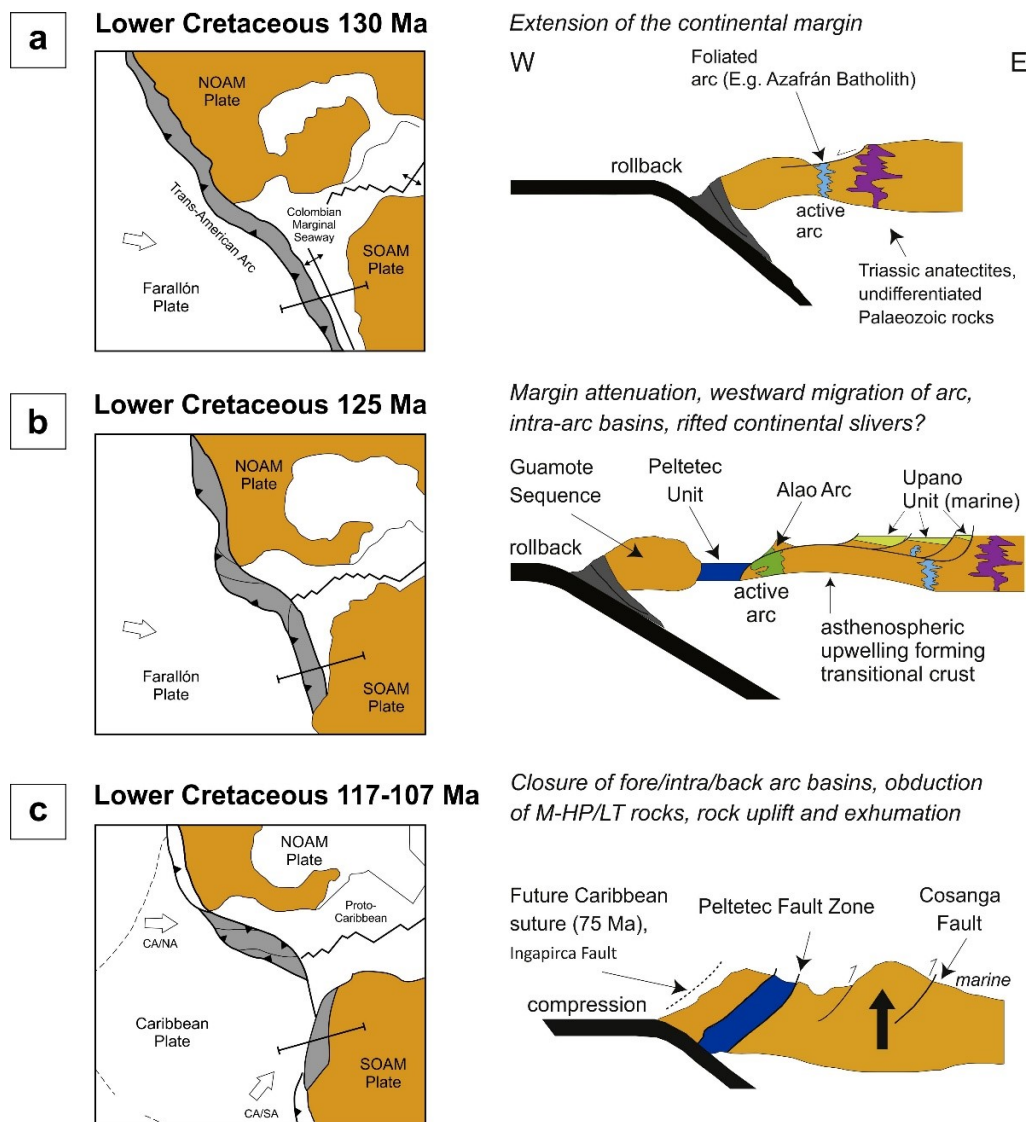 a
Lower Cretaceous 130 Ma
NOAM
Plate
Trans-American Arc
Colombian
Marginal
Seaway
SOAM
Plate
Farallón
Plate
Extension of the continental margin
W
E
Foliated
arc (E.g. Azafrán Batholith)
rollback
active
arc
Triassic anatectites,
undifferentiated
Palaeozoic rocks
b
Lower Cretaceous 125 Ma
NOAM
Plate
Farallón
Plate
SOAM
Plate
Margin attenuation, westward migration of arc,
intra-arc basins, rifted continental slivers?
Guamote
Sequence
Peltetec
Unit
Alao Arc
Upano
Unit (marine)
rollback
active
arc
asthenospheric
upwelling forming
transitional crust
c
Lower Cretaceous 117-107 Ma
NOAM
Plate
Proto-
Caribbean
CA/NA
Caribbean
Plate
SOAM
Plate
CA/SA
Closure of fore/intra/back arc basins, obduction
of M-HP/LT rocks, rock uplift and exhumation
Future Caribbean
suture (75 Ma),
Ingapirca Fault
Peltetec Fault Zone
Cosanga
Fault
marine
compression